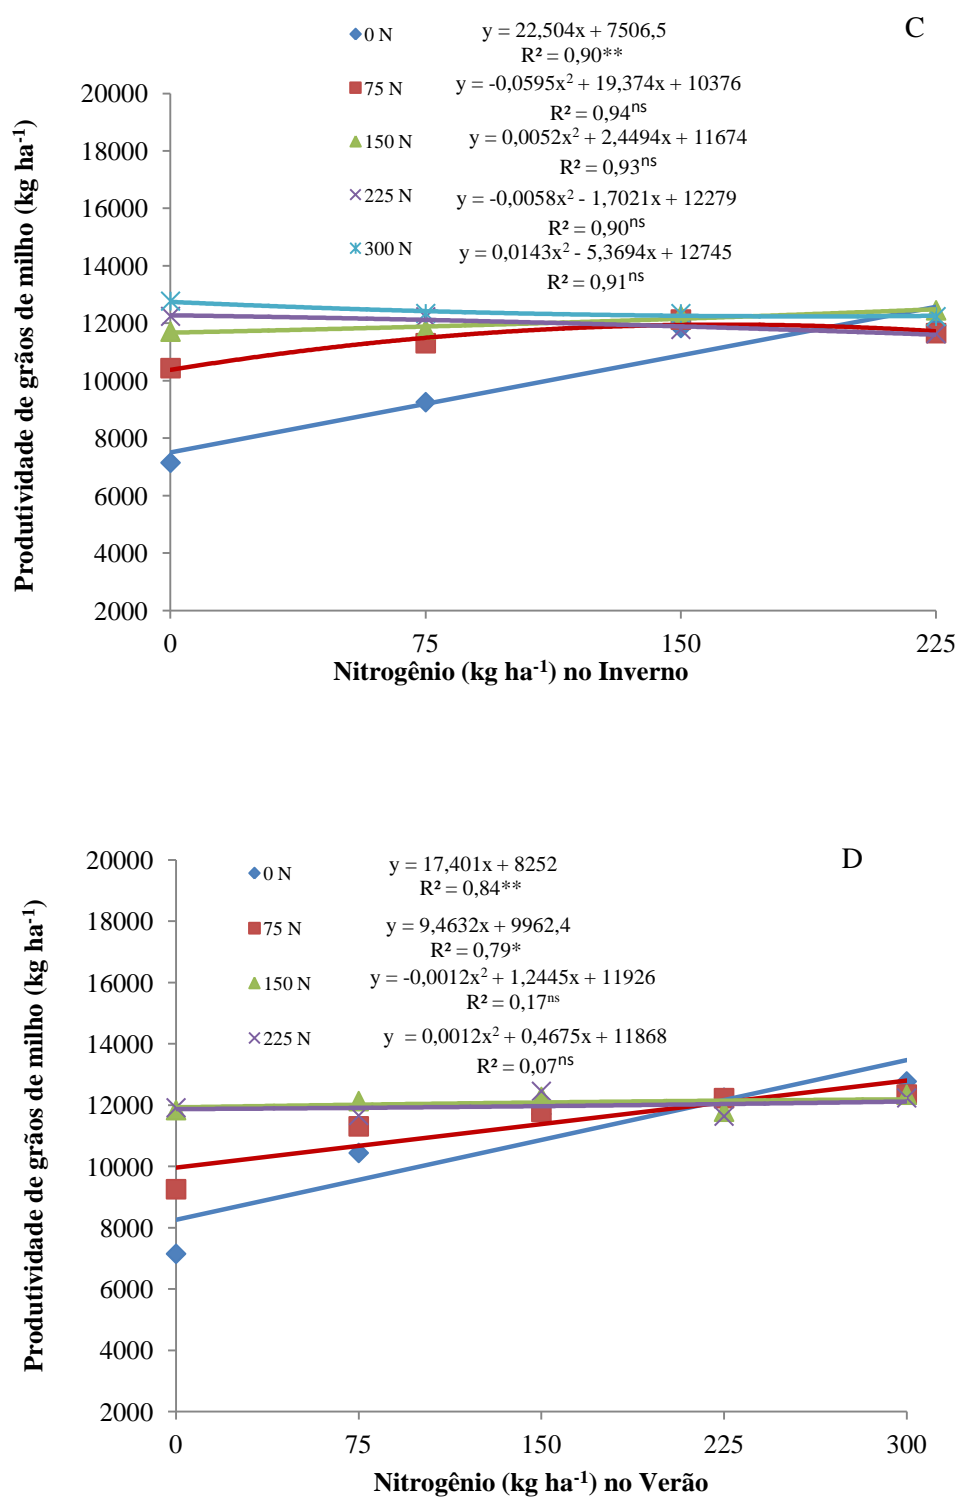 C
0 N y = 22,504x + 7506,5
R² = 0,90**
75 N y = -0,0595x² + 19,374x + 10376
R² = 0,94ns
150 N y = 0,0052x² + 2,4494x + 11674
R² = 0,93ns
225 N y = -0,0058x² - 1,7021x + 12279
R² = 0,90ns
300 N y = 0,0143x² - 5,3694x + 12745
R² = 0,91ns
Produtividade de grãos de milho (kg ha-1)
20000
18000
16000
14000
12000
10000
8000
6000
4000
2000
0 75 150 225
Nitrogênio (kg ha-1) no Inverno
D
0 N y = 17,401x + 8252
R² = 0,84**
75 N y = 9,4632x + 9962,4
R² = 0,79*
150 N y = -0,0012x² + 1,2445x + 11926
R² = 0,17ns
225 N y = 0,0012x² + 0,4675x + 11868
R² = 0,07ns
Produtividade de grãos de milho (kg ha-1)
20000
18000
16000
14000
12000
10000
8000
6000
4000
2000
0 75 150 225 300
Nitrogênio (kg ha-1) no Verão